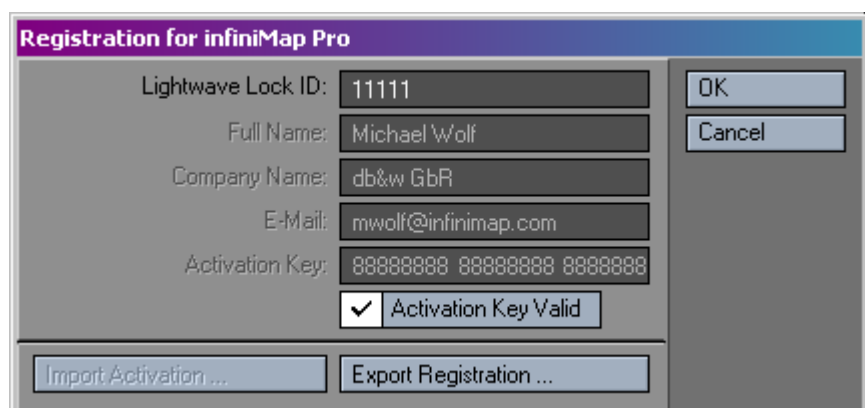 Registration for infiniMap Pro
Lightwave Lock ID: 11111
OK
Full Name: Michael Wolf
Cancel
Company Name: db&w GbR
E-Mail: mwolf@infinimap.com
Activation Key: 88888888 88888888 8888888
✓ Activation Key Valid
Import Activation ...
Export Registration ...